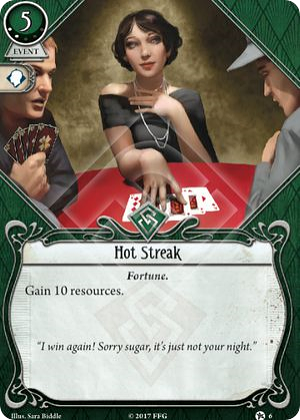 5
EVENT
Hot Streak
Fortune.
Gain 10 resources.
"I win again! Sorry sugar, it's just not your night."
Illus. Sara Biddle
© 2017 FFG
6